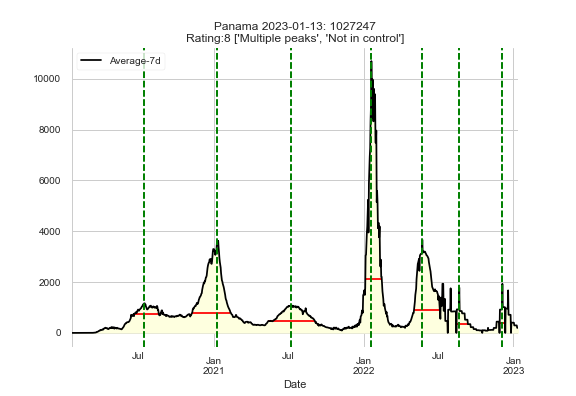 Panama 2023-01-13: 1027247
Rating:8 ['Multiple peaks', 'Not in control']
Average-7d
10000
8000
6000
4000
2000
0
Jul
Jan
2021
Jul
Jan
2022
Jul
Jan
2023
Date